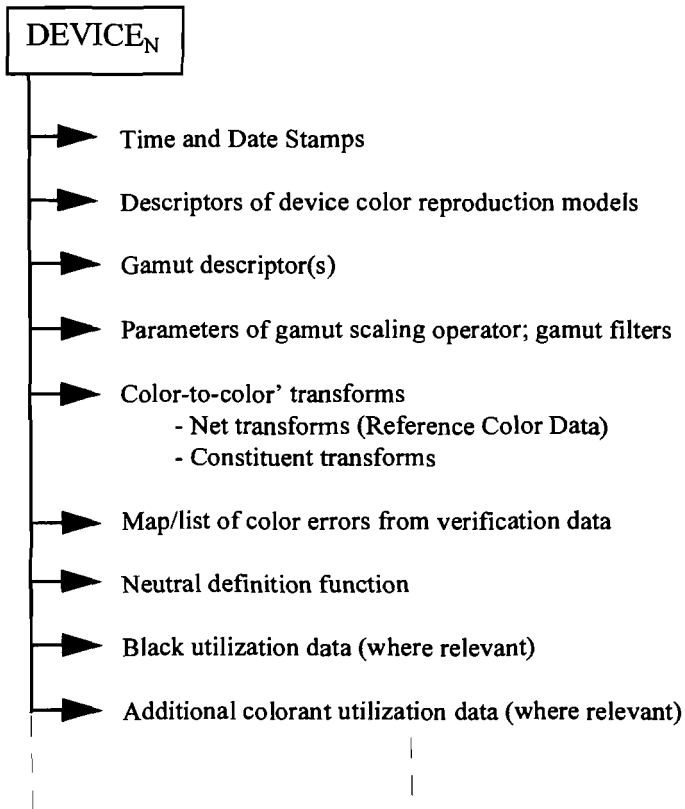 DEVICE_N
Time and Date Stamps
Descriptors of device color reproduction models
Gamut descriptor(s)
Parameters of gamut scaling operator; gamut filters
Color-to-color’ transforms
- Net transforms (Reference Color Data)
- Constituent transforms
Map/list of color errors from verification data
Neutral definition function
Black utilization data (where relevant)
Additional colorant utilization data (where relevant)